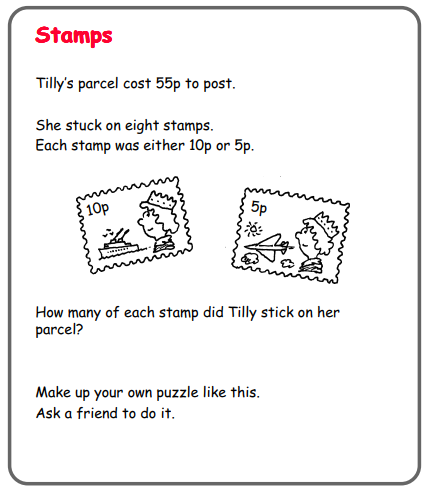 Stamps
Tilly's parcel cost 55p to post.
She stuck on eight stamps.
Each stamp was either 10p or 5p.
10p
5p
How many of each stamp did Tilly stick on her
parcel?
Make up your own puzzle like this.
Ask a friend to do it.